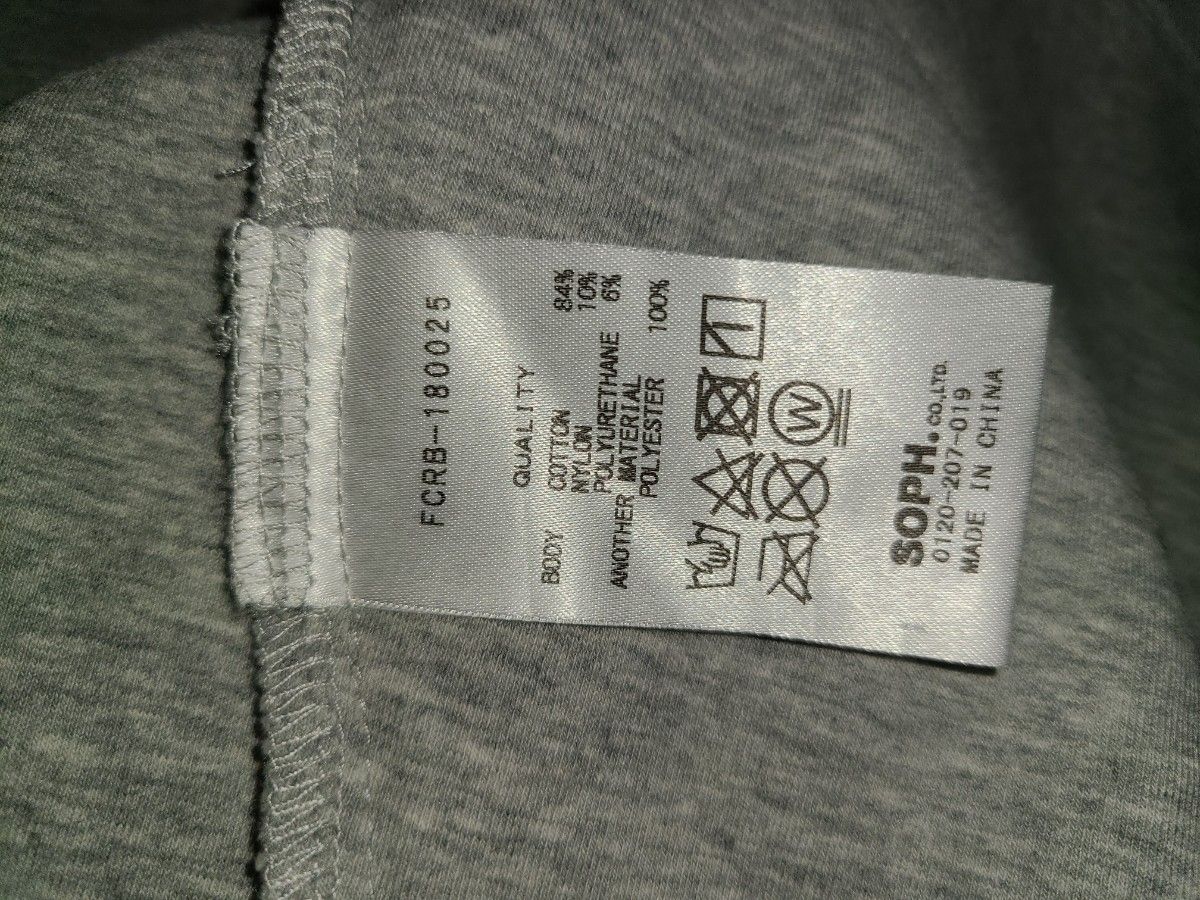 FCRB-180025
QUALITY
BODY COTTON 84%
NYLON 10%
POLYURETHANE 6%
ANOTHER MATERIAL
POLYESTER 100%
W
SOPH. CO.,LTD.
0120-207-019
MADE IN CHINA